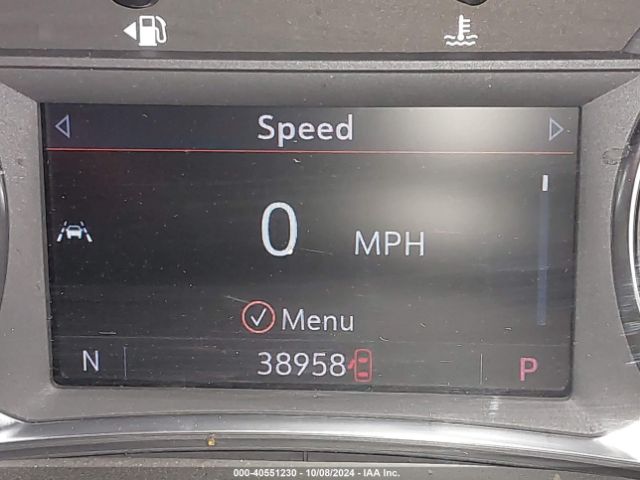 Speed
0 MPH
Menu
N 38958 P
000-40551230 - 10/08/2024 - IAA Inc.